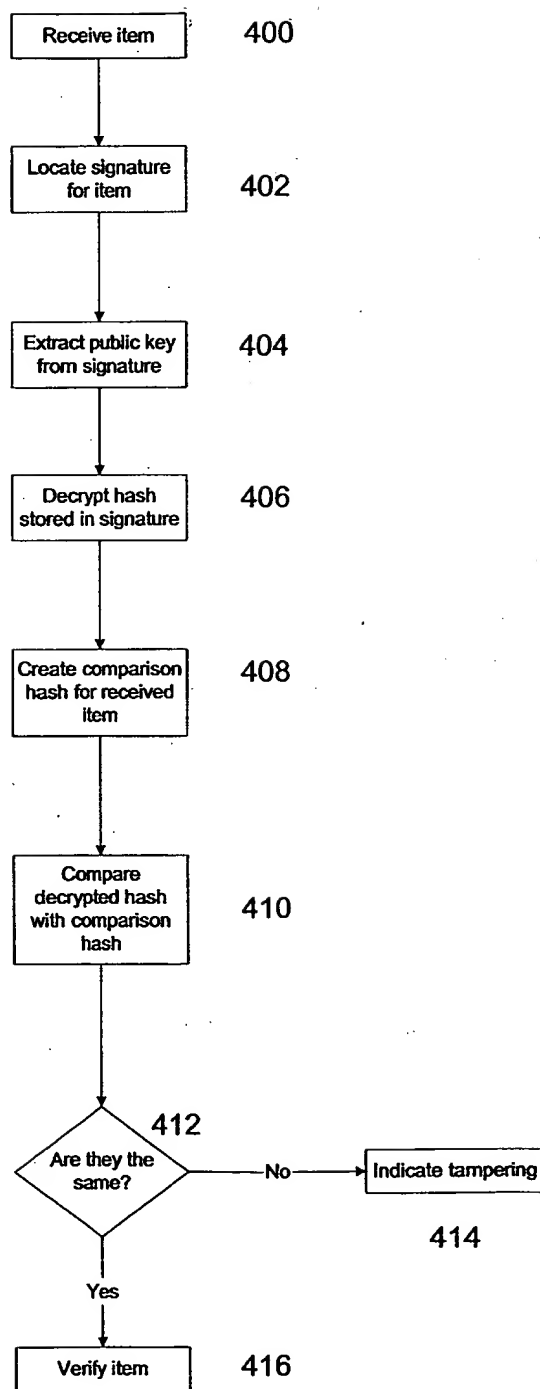 Receive item
400
Locate signature
for item
402
Extract public key
from signature
404
Decrypt hash
stored in signature
406
Create comparison
hash for received
item
408
Compare
decrypted hash
with comparison
hash
410
412
Are they the
same?
No
Indicate tampering
414
Yes
Verify item
416